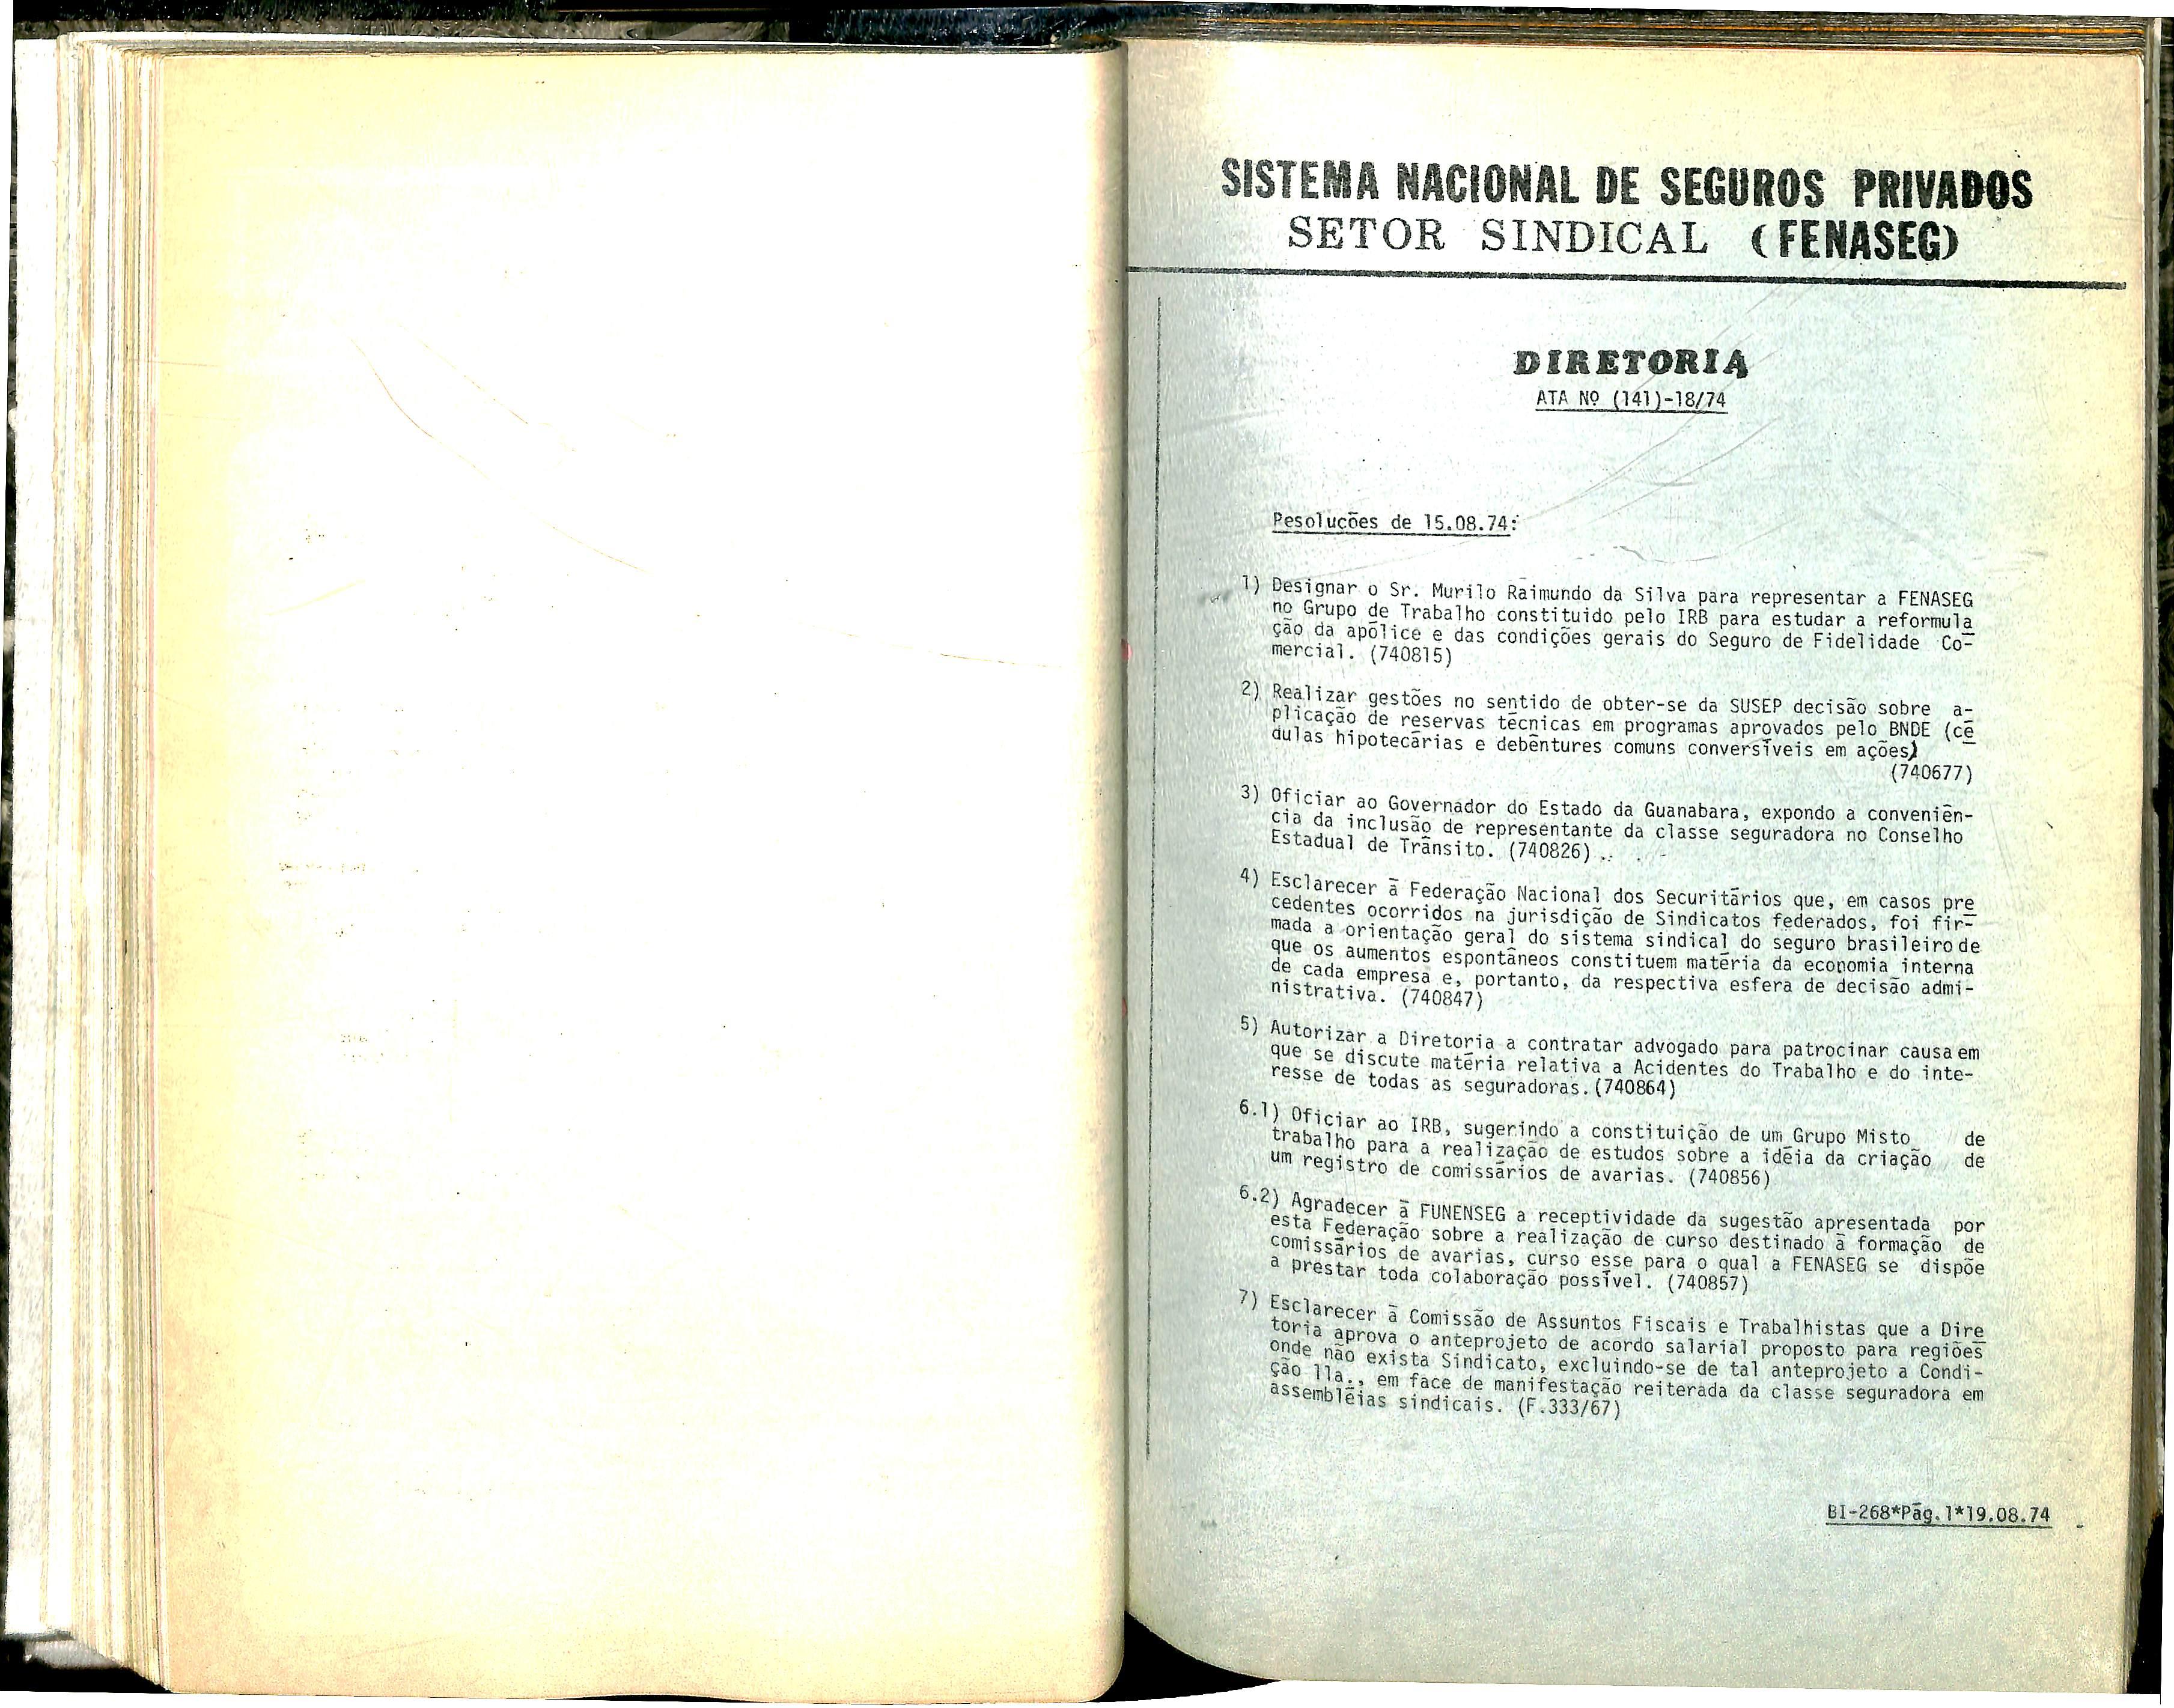 SISTEMA NACIONAL DE SEGUROS PRIVADOS
SETOR SINDICAL (FENASEG)
DIRETORIA
ATA Nº (141)-18/74
Pesoluções de 15.08.74:
1) Designar o Sr. Murilo Raimundo da Silva para representar a FENASEG
no Grupo de Trabalho constituido pelo IRB para estudar a reformula
ção da apólice e das condições gerais do Seguro de Fidelidade Co-
mercial. (740815)
2) Realizar gestões no sentido de obter-se da SUSEP decisão sobre a-
plicação de reservas técnicas em programas aprovados pelo BNDE (cé
dulas hipotecárias e debêntures comuns conversíveis em ações)
(740677)
3) Oficiar ao Governador do Estado da Guanabara, expondo a conveniên-
cia da inclusão de representante da classe seguradora no Conselho
Estadual de Trânsito. (740826)
4) Esclarecer à Federação Nacional dos Securitários que, em casos pre
cedentes ocorridos na jurisdição de Sindicatos federados, foi fir-
mada a orientação geral do sistema sindical do seguro brasileiro de
que os aumentos espontâneos constituem matéria da economia interna
de cada empresa e, portanto, da respectiva esfera de decisão admi-
nistrativa. (740847)
5) Autorizar a Diretoria a contratar advogado para patrocinar causa em
que se discute matéria relativa a Acidentes do Trabalho e do inte-
resse de todas as seguradoras.(740864)
6.1) Oficiar ao IRB, sugerindo a constituição de um Grupo Misto de
trabalho para a realização de estudos sobre a idéia da criação de
um registro de comissários de avarias. (740856)
6.2) Agradecer à FUNENSEG a receptividade da sugestão apresentada por
esta Federação sobre a realização de curso destinado à formação de
comissários de avarias, curso esse para o qual a FENASEG se dispõe
a prestar toda colaboração possível. (740857)
7) Esclarecer à Comissão de Assuntos Fiscais e Trabalhistas que a Dire
toria aprova o anteprojeto de acordo salarial proposto para regiões
onde não exista Sindicato, excluindo-se de tal anteprojeto a Condi-
ção 11a., em face de manifestação reiterada da classe seguradora em
assembléias sindicais. (F.333/67)
BI-268*Pág.1*19.08.74